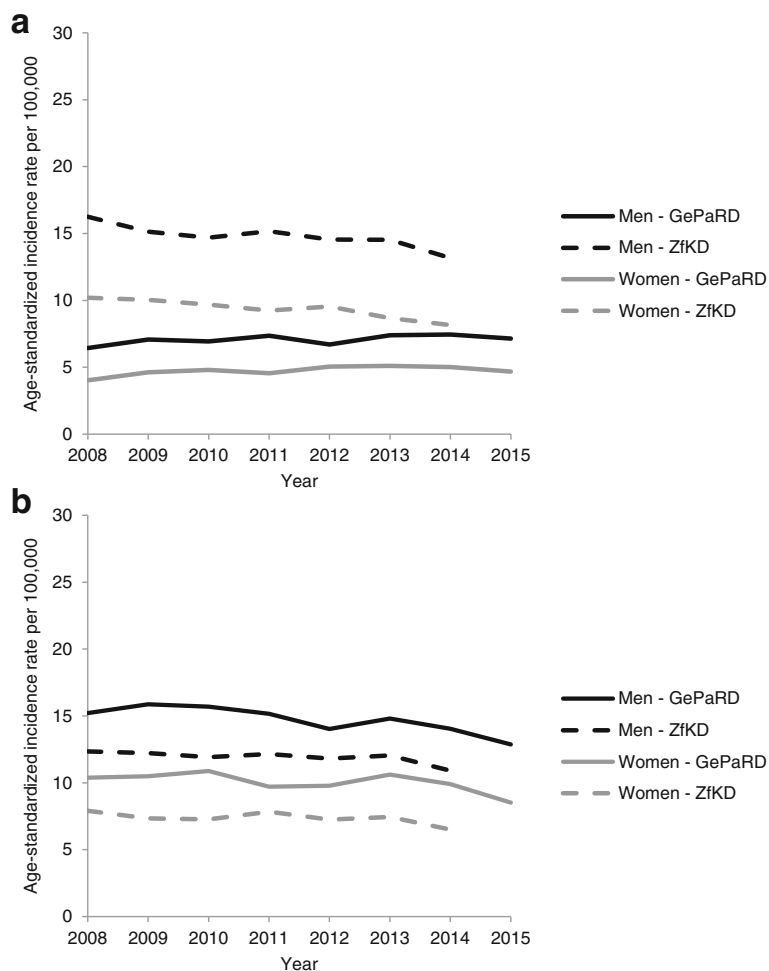 a
Age-standardized incidence rate per 100,000
30
25
20
15
10
5
0
2008 2009 2010 2011 2012 2013 2014 2015
Year
Men - GePaRD
Men - ZfKD
Women - GePaRD
Women - ZfKD
b
Age-standardized incidence rate per 100,000
30
25
20
15
10
5
0
2008 2009 2010 2011 2012 2013 2014 2015
Year
Men - GePaRD
Men - ZfKD
Women - GePaRD
Women - ZfKD